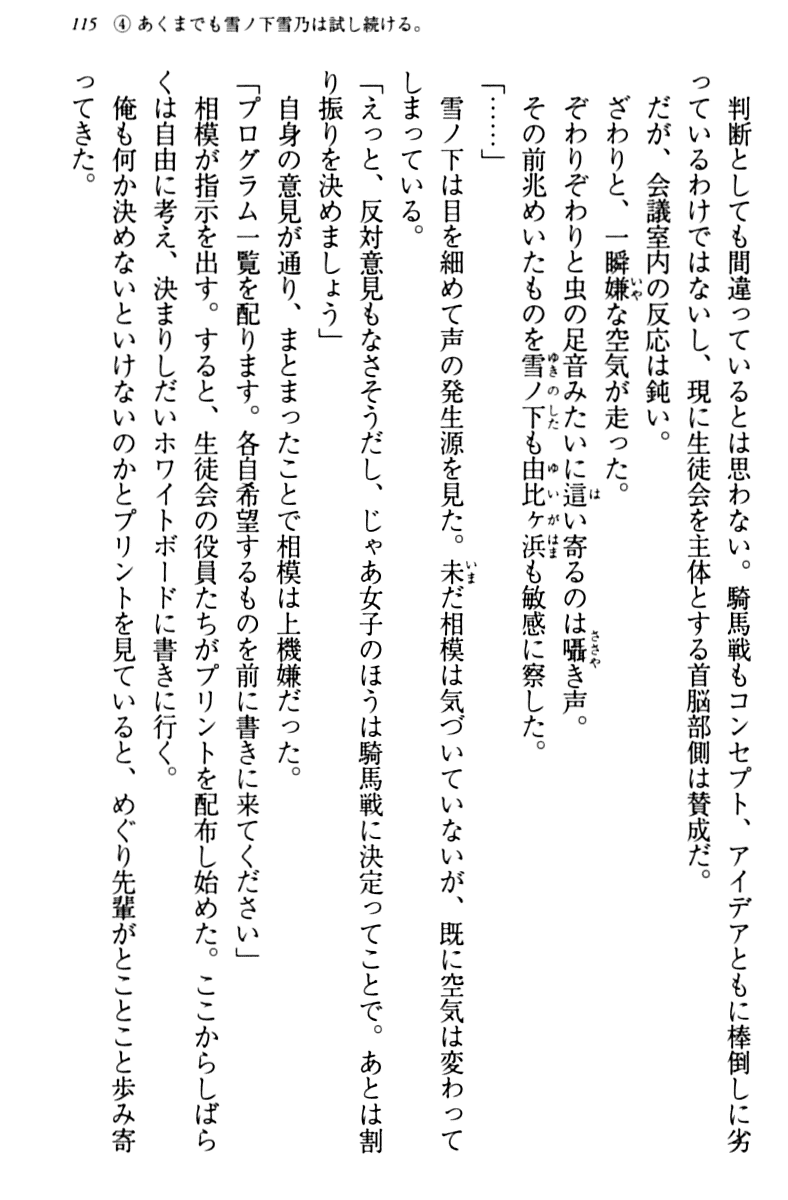 115 ④ あくまでも雪ノ下雪乃は試し続ける。
　判断としても間違っているとは思わない。騎馬戦もコンセプト、アイデアともに棒倒しに劣
っているわけではないし、現に生徒会を主体とする首脳部側は賛成だ。
　だが、会議室内の反応は鈍い。
　ざわりと、一瞬嫌な空気が走った。
　ぞわりぞわりと虫の足音みたいに這い寄るのは囁き声。
　その前兆めいたものを雪ノ下も由比ヶ浜も敏感に察した。
「……」
　雪ノ下は目を細めて声の発生源を見た。未だ相模は気づいていないが、既に空気は変わって
しまっている。
「えっと、反対意見もなさそうだし、じゃあ女子のほうは騎馬戦に決定ってことで。あとは割
り振りを決めましょう」
　自身の意見が通り、まとまったことで相模は上機嫌だった。
「プログラム一覧を配ります。各自希望するものを前に書きに来てください」
　相模が指示を出す。すると、生徒会の役員たちがプリントを配布し始めた。ここからしばら
くは自由に考え、決まりしだいホワイトボードに書きに行く。
　俺も何か決めないといけないのかとプリントを見ていると、めぐり先輩がとことこと歩み寄
ってきた。